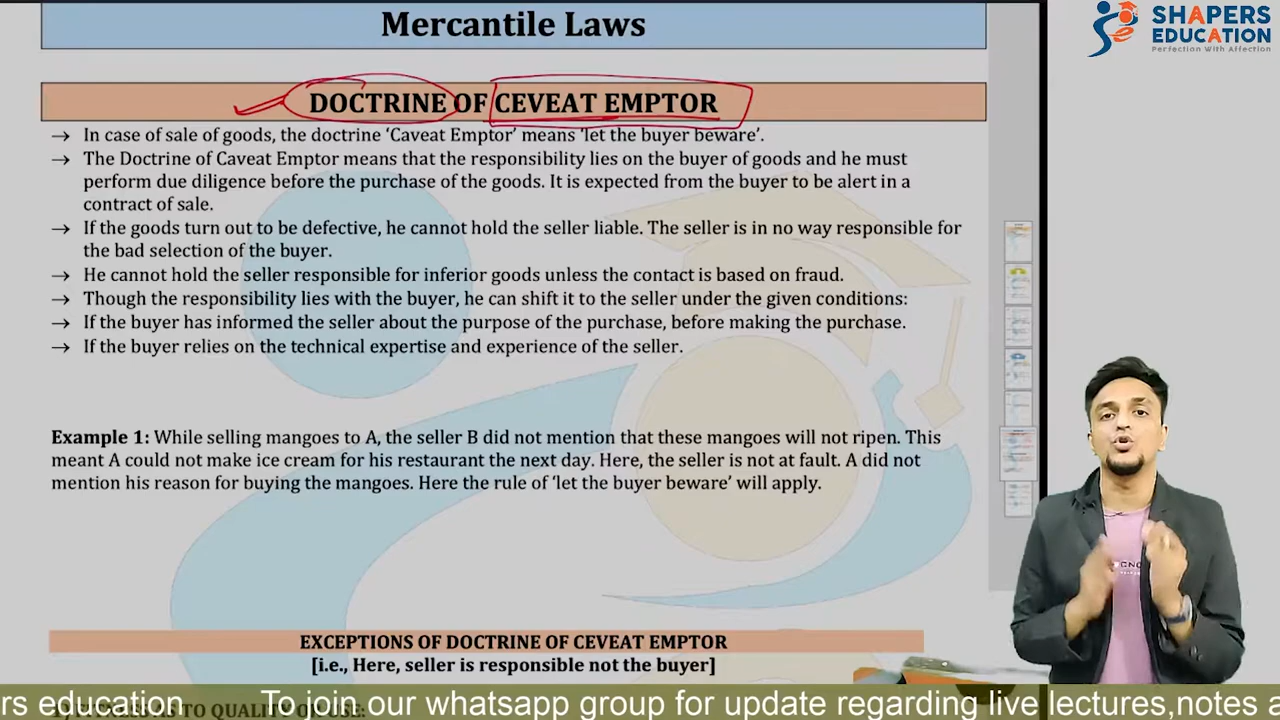 Mercantile Laws
SHAPERS
EDUCATION
Perfection With Affection
DOCTRINE OF CEVEAT EMPTOR
→ In case of sale of goods, the doctrine ‘Caveat Emptor’ means ‘let the buyer beware’.
→ The Doctrine of Caveat Emptor means that the responsibility lies on the buyer of goods and he must
perform due diligence before the purchase of the goods. It is expected from the buyer to be alert in a
contract of sale.
→ If the goods turn out to be defective, he cannot hold the seller liable. The seller is in no way responsible for
the bad selection of the buyer.
→ He cannot hold the seller responsible for inferior goods unless the contact is based on fraud.
→ Though the responsibility lies with the buyer, he can shift it to the seller under the given conditions:
→ If the buyer has informed the seller about the purpose of the purchase, before making the purchase.
→ If the buyer relies on the technical expertise and experience of the seller.
Example 1: While selling mangoes to A, the seller B did not mention that these mangoes will not ripen. This
meant A could not make ice cream for his restaurant the next day. Here, the seller is not at fault. A did not
mention his reason for buying the mangoes. Here the rule of ‘let the buyer beware’ will apply.
EXCEPTIONS OF DOCTRINE OF CEVEAT EMPTOR
[i.e., Here, seller is responsible not the buyer]
rs education To join our whatsapp group for update regarding live lectures,notes a
AS TO QUALITY OR USE: